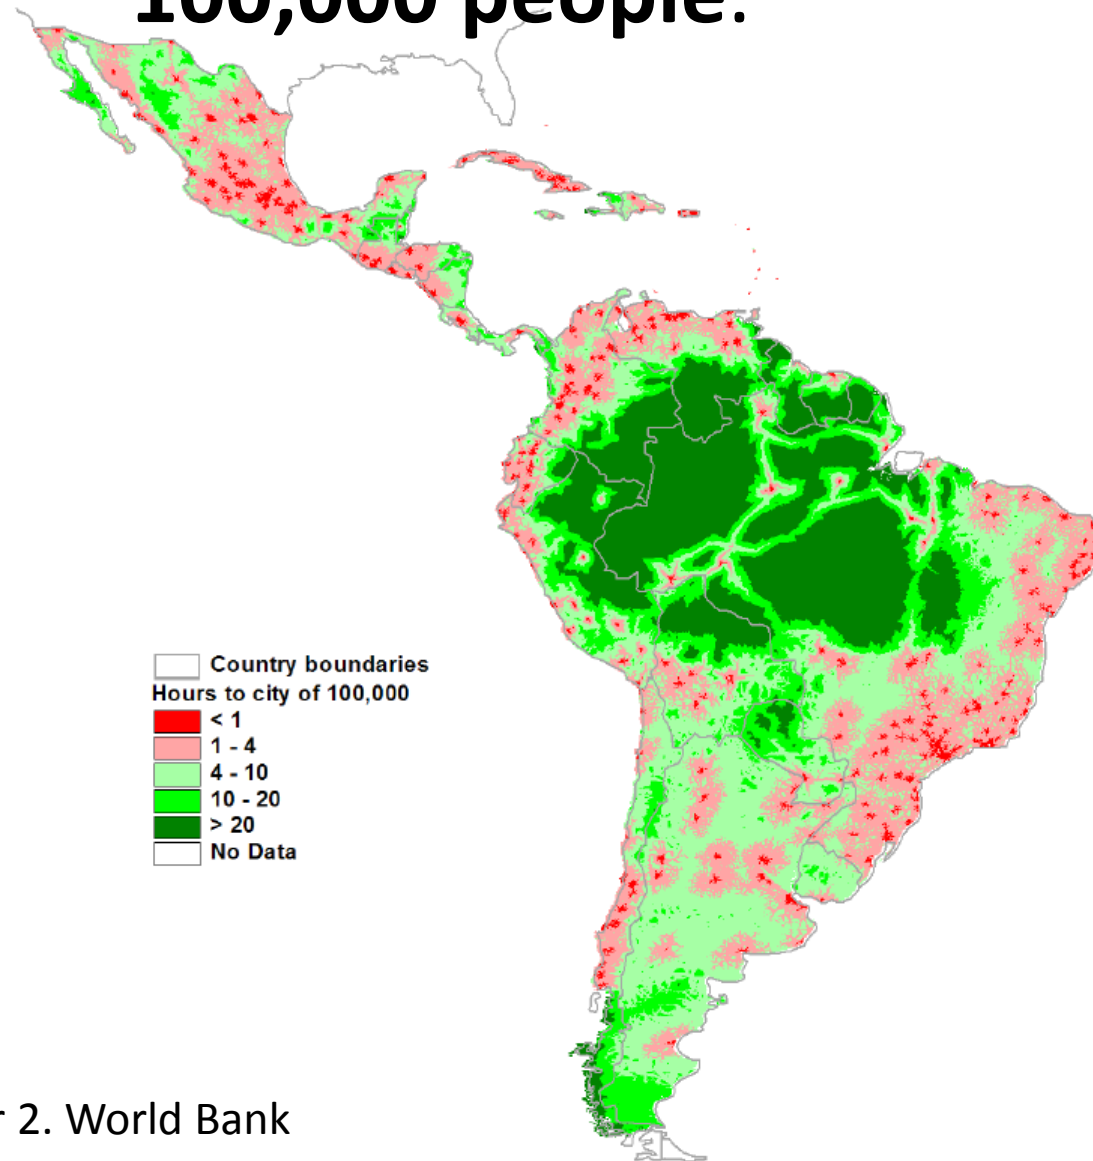 100,000 people.
Country boundaries
Hours to city of 100,000
< 1
1 - 4
4 - 10
10 - 20
> 20
No Data
2. World Bank